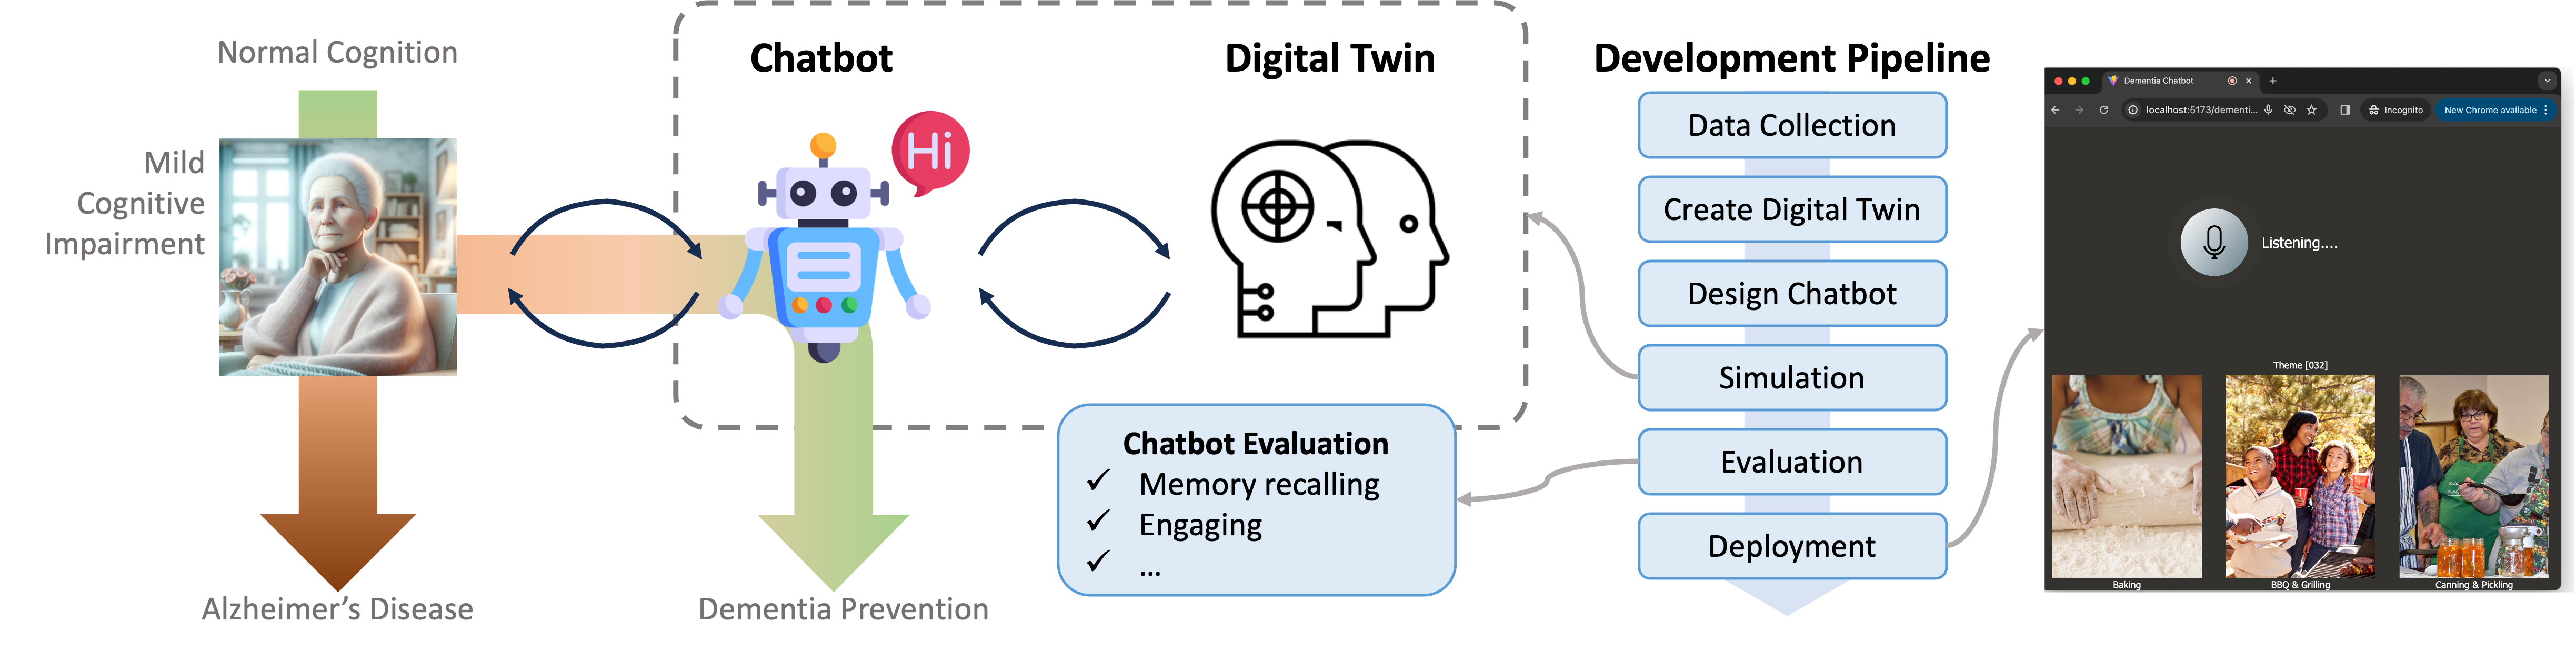 Normal Cognition
Mild
Cognitive
Impairment
Alzheimer's Disease
Chatbot
Hi
Dementia Prevention
Digital Twin
Chatbot Evaluation
✓ Memory recalling
✓ Engaging
✓ ...
Development Pipeline
Data Collection
Create Digital Twin
Design Chatbot
Simulation
Evaluation
Deployment
Dementia Chatbot
localhost:5173/dementi...
Incognito
New Chrome available
Listening....
Theme [032]
Baking
BBQ & Grilling
Canning & Pickling